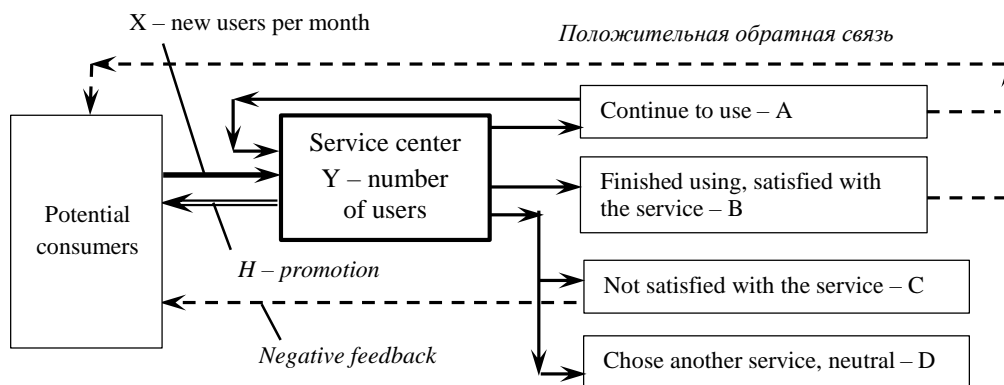 X – new users per month
Положительная обратная связь
Continue to use – A
Service center
Y – number
of users
Finished using, satisfied with
the service – B
Potential
consumers
H – promotion
Not satisfied with the service – C
Negative feedback
Chose another service, neutral – D